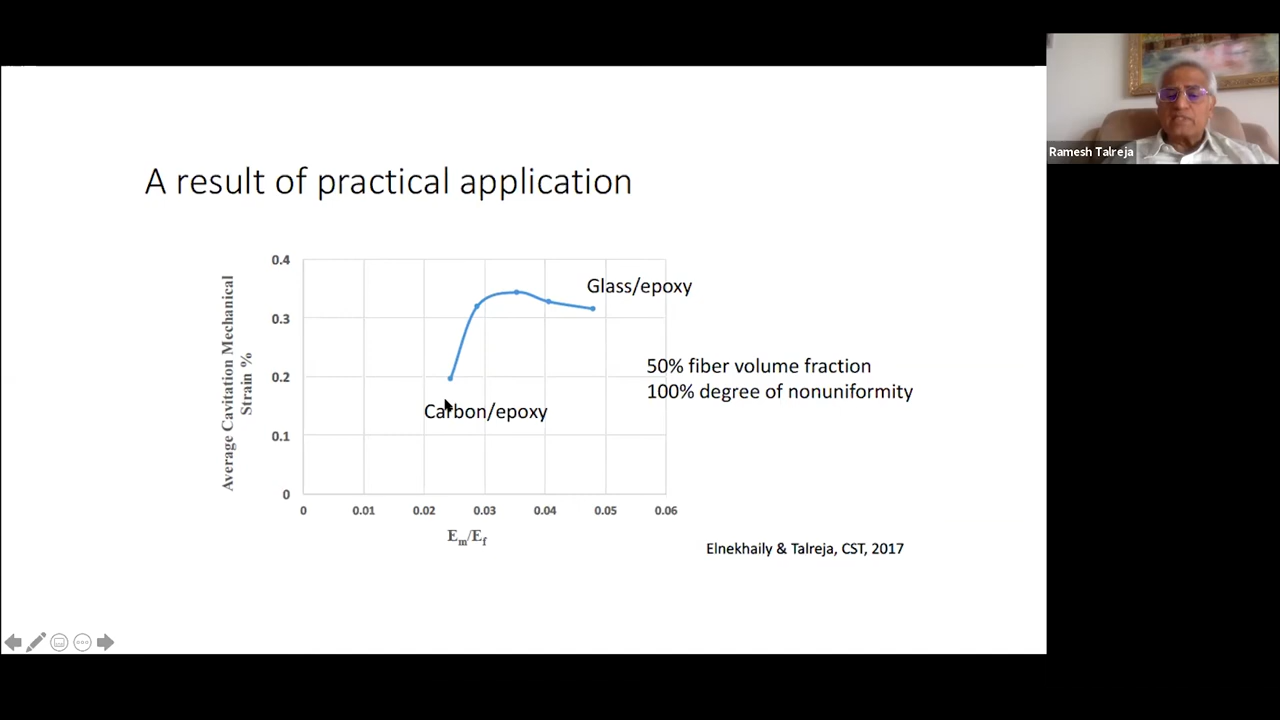 Ramesh Talreja
A result of practical application
Average Cavitation Mechanical
Strain %
0.4
0.3
0.2
0.1
0
0
0.01
0.02
0.03
0.04
0.05
0.06
Em/Ef
Glass/epoxy
Carbon/epoxy
50% fiber volume fraction
100% degree of nonuniformity
Elnekhaily & Talreja, CST, 2017